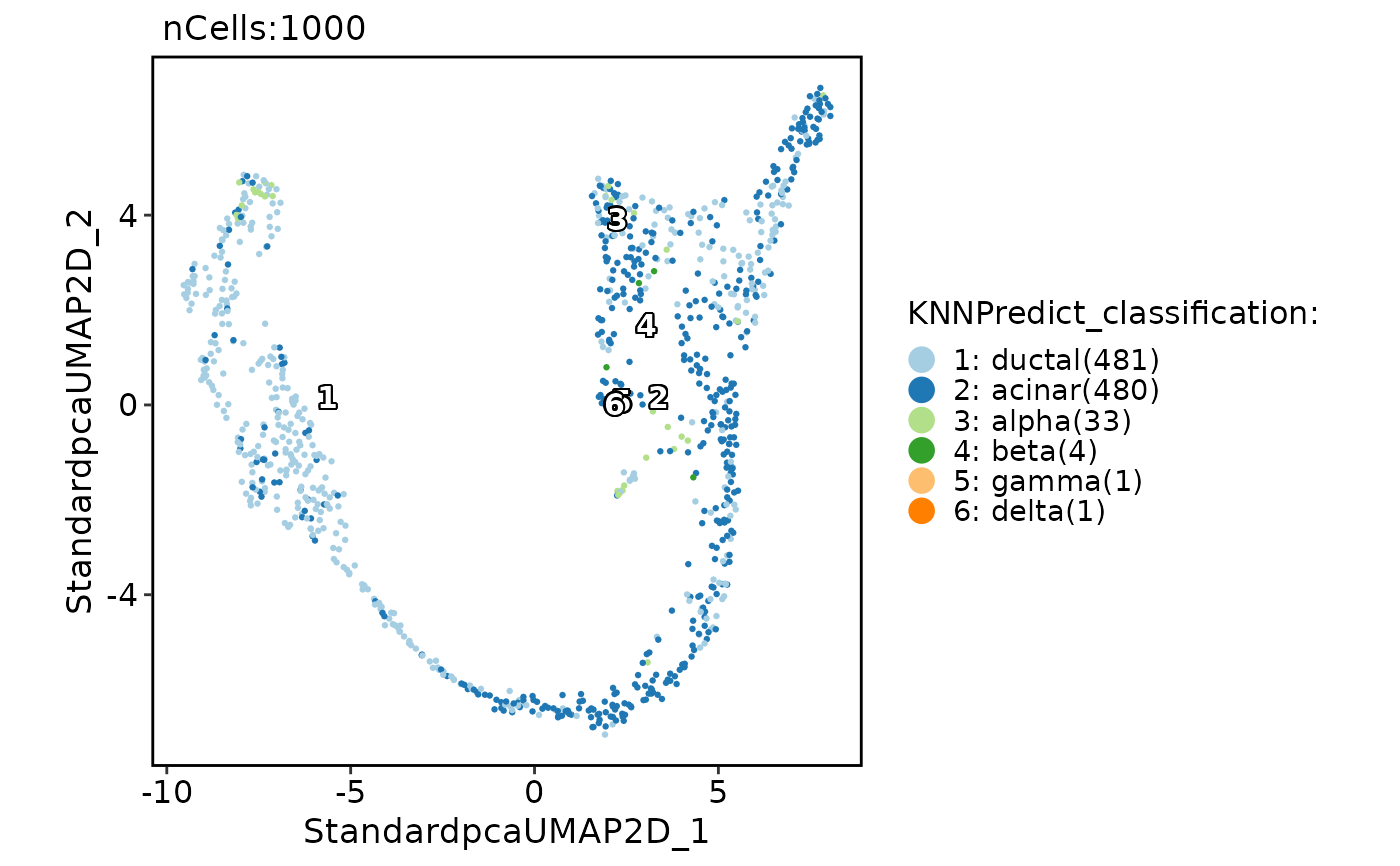 nCells:1000
StandardpcaUMAP2D_2
4
0
-4
3
4
1
6
5
2
-10
-5
0
5
StandardpcaUMAP2D_1
KNNPredict_classification:
1: ductal(481)
2: acinar(480)
3: alpha(33)
4: beta(4)
5: gamma(1)
6: delta(1)